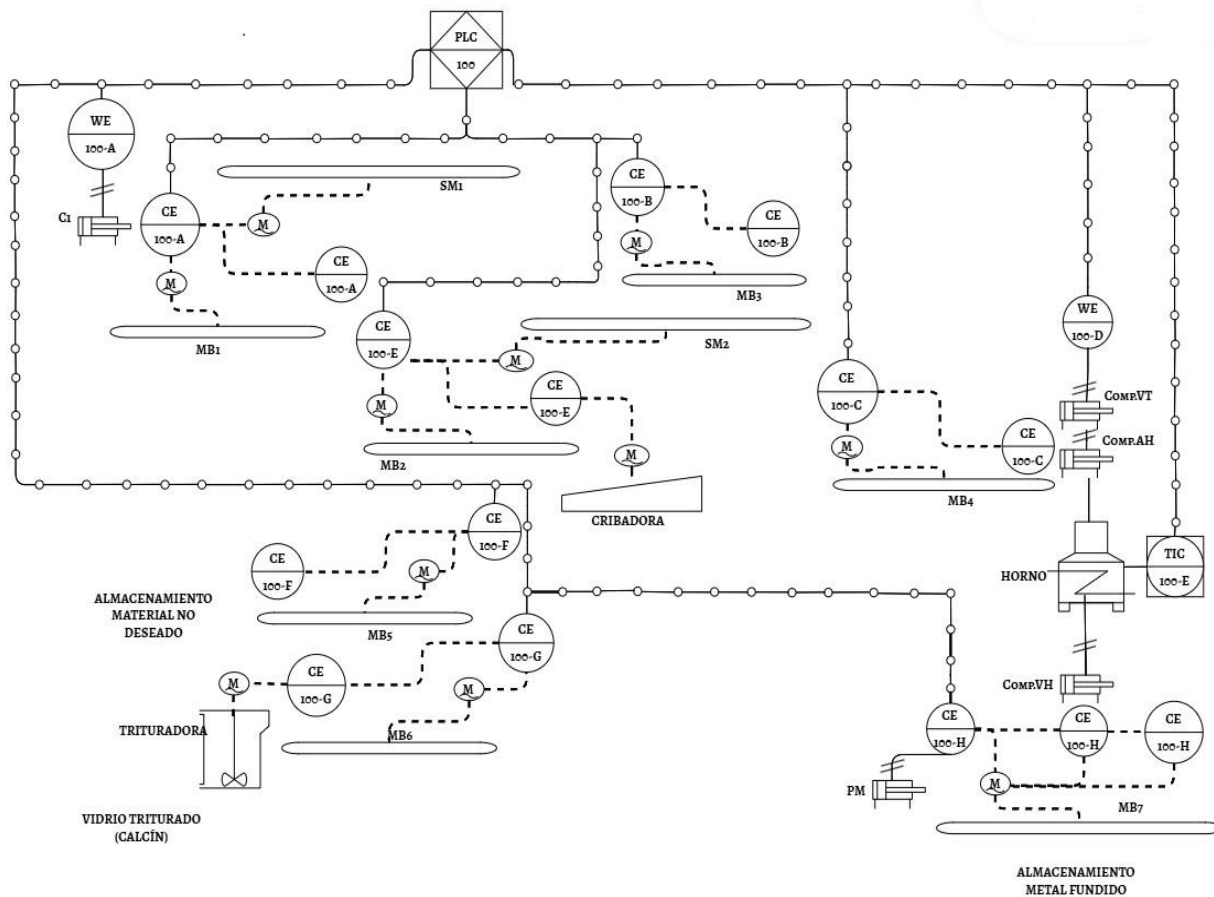 PLC
100
WE
100-A
SM1
CE
100-B
C1
CE
100-A
M
M
CE
100-B
CE
100-A
M
MB3
M
MB1
CE
100-E
SM2
WE
100-D
M
CE
100-E
CE
100-C
Comp.VT
M
CE
100-C
Comp.AH
M
MB2
M
MB4
CRIBADORA
CE
100-F
CE
100-F
M
HORNO
TIC
100-E
ALMACENAMIENTO
MATERIAL NO
DESEADO
MB5
CE
100-G
CE
100-G
M
M
Comp.VH
TRITURADORA
MB6
CE
100-H
CE
100-H
CE
100-H
PM
M
MB7
VIDRIO TRITURADO
(CALCÍN)
ALMACENAMIENTO
METAL FUNDIDO